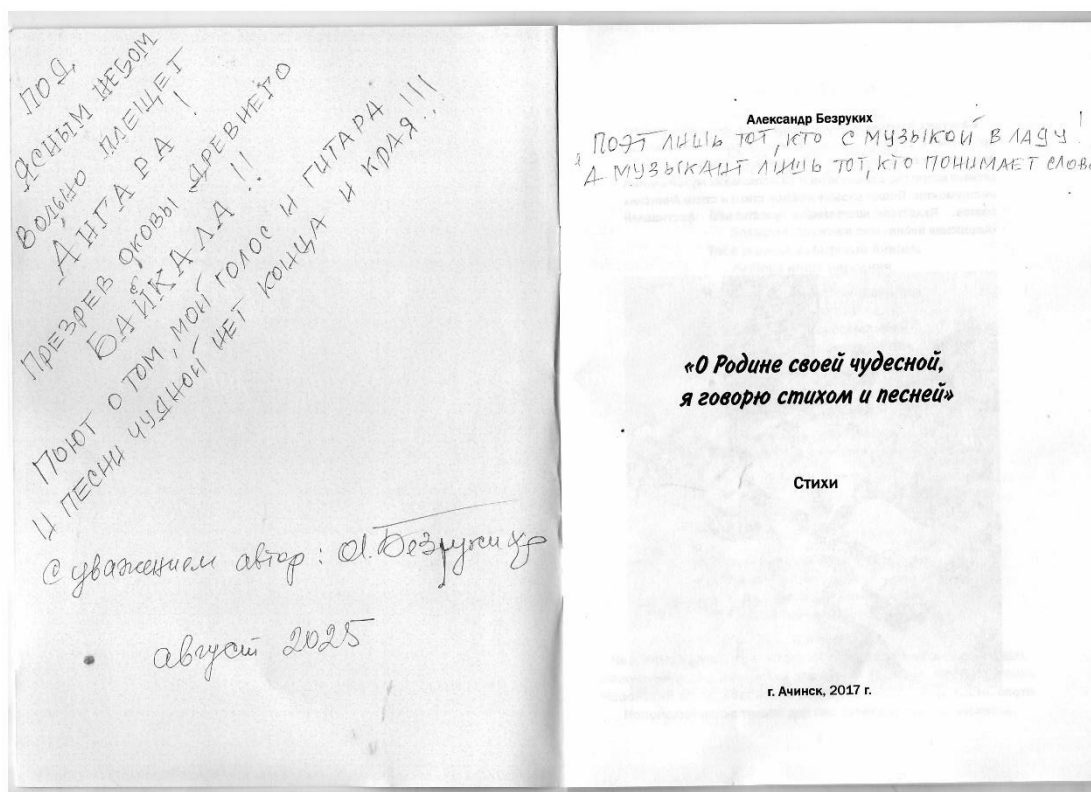 ПОД
ЯСНЫМ НЕБОМ
ВОДЫЮ ПЛЕЩЕТ
АНГАРА !
ПРЕЗРЕВ ОКОВЫ ДРЕВНЕГО
БАЙКАЛА !!
ПОЮТ О ТОМ, МОЙ ГОЛОС И ГИТАРА
И ПЕСНИ ЧУДНОЙ НЕТ КОНЦА И КРАЯ...!!!
С уважением автор: А. Безруких
август 2025
Александр Безруких
ПОЭТ ЛИШЬ ТОТ, КТО С МУЗЫКОЙ В ЛАДУ !
А МУЗЫКАНТ ЛИШЬ ТОТ, КТО ПОНИМАЕТ СЛОВ
«О Родине своей чудесной,
я говорю стихом и песней»
Стихи
г. Ачинск, 2017 г.